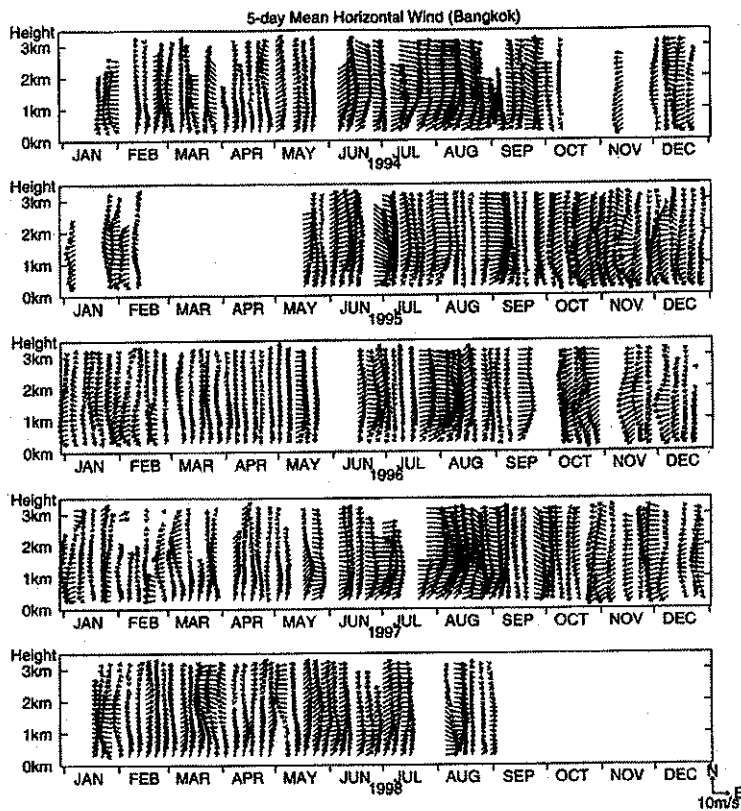 5-day Mean Horizontal Wind (Bangkok)
Height
3km
2km
1km
0km
JAN FEB MAR APR MAY JUN JUL AUG SEP OCT NOV DEC
1994
Height
3km
2km
1km
0km
JAN FEB MAR APR MAY JUN JUL AUG SEP OCT NOV DEC
1995
Height
3km
2km
1km
0km
JAN FEB MAR APR MAY JUN JUL AUG SEP OCT NOV DEC
1996
Height
3km
2km
1km
0km
JAN FEB MAR APR MAY JUN JUL AUG SEP OCT NOV DEC
1997
Height
3km
2km
1km
0km
JAN FEB MAR APR MAY JUN JUL AUG SEP OCT NOV DEC
1998
N
E
10m/s